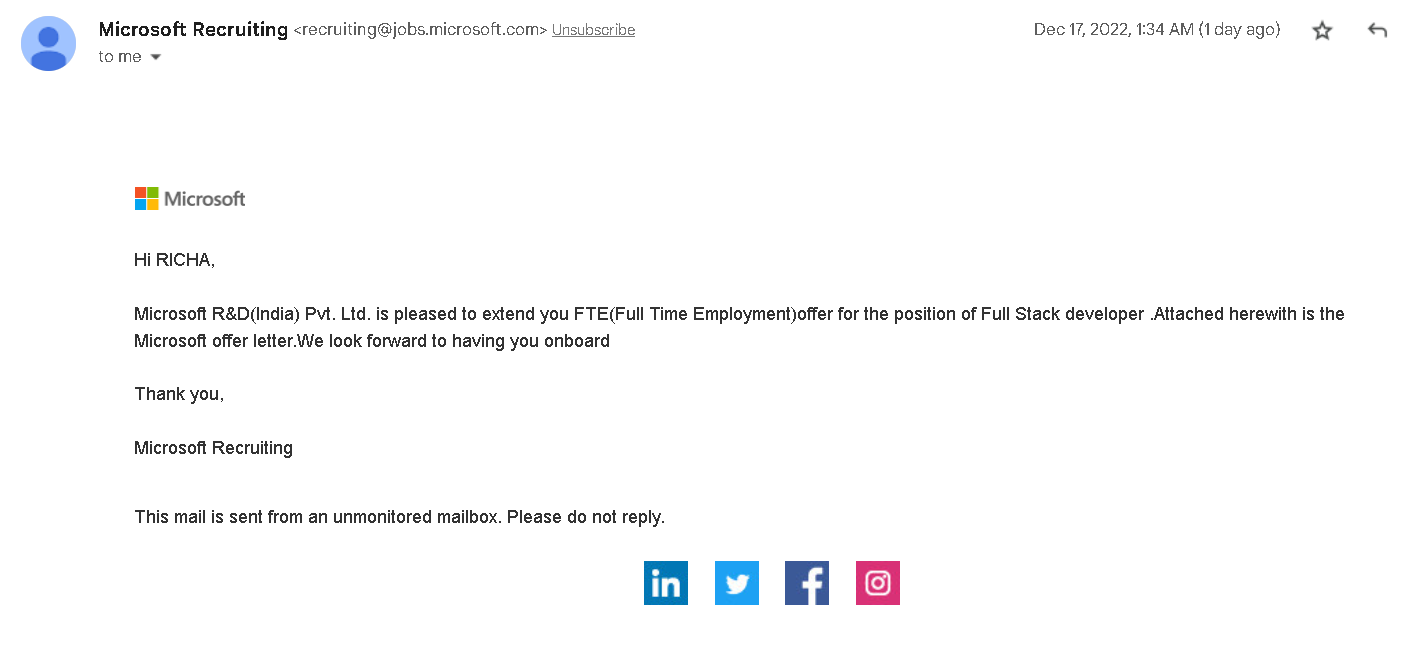 Microsoft Recruiting <recruiting@jobs.microsoft.com> Unsubscribe Dec 17, 2022, 1:34 AM (1 day ago)
to me
Microsoft
Hi RICHA,
Microsoft R&D(India) Pvt. Ltd. is pleased to extend you FTE(Full Time Employment)offer for the position of Full Stack developer .Attached herewith is the
Microsoft offer letter.We look forward to having you onboard
Thank you,
Microsoft Recruiting
This mail is sent from an unmonitored mailbox. Please do not reply.
in